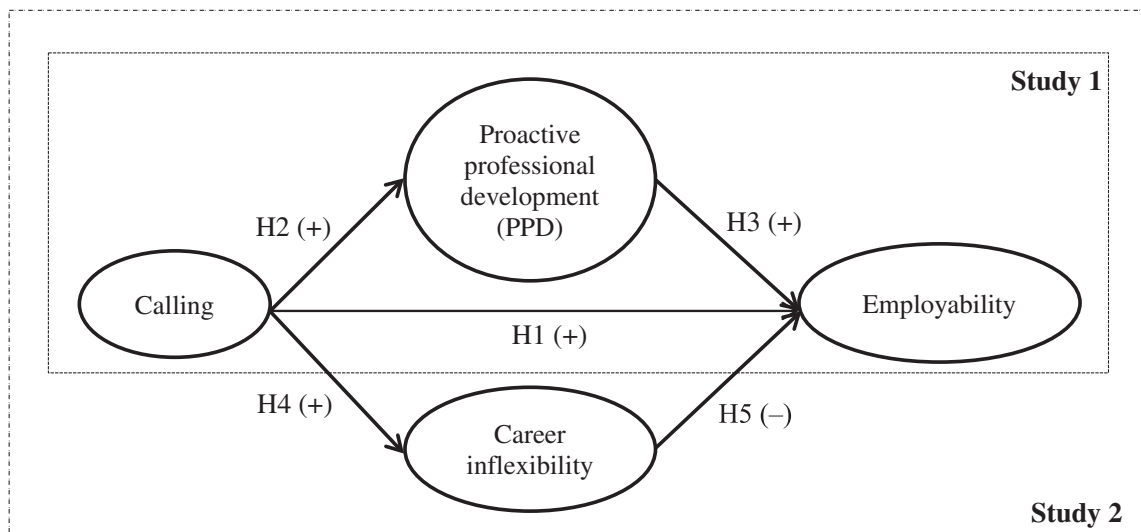 Study 1
Proactive
professional
development
(PPD)
H2 (+)
H3 (+)
Calling
Employability
H1 (+)
H4 (+)
H5 (–)
Career
inflexibility
Study 2